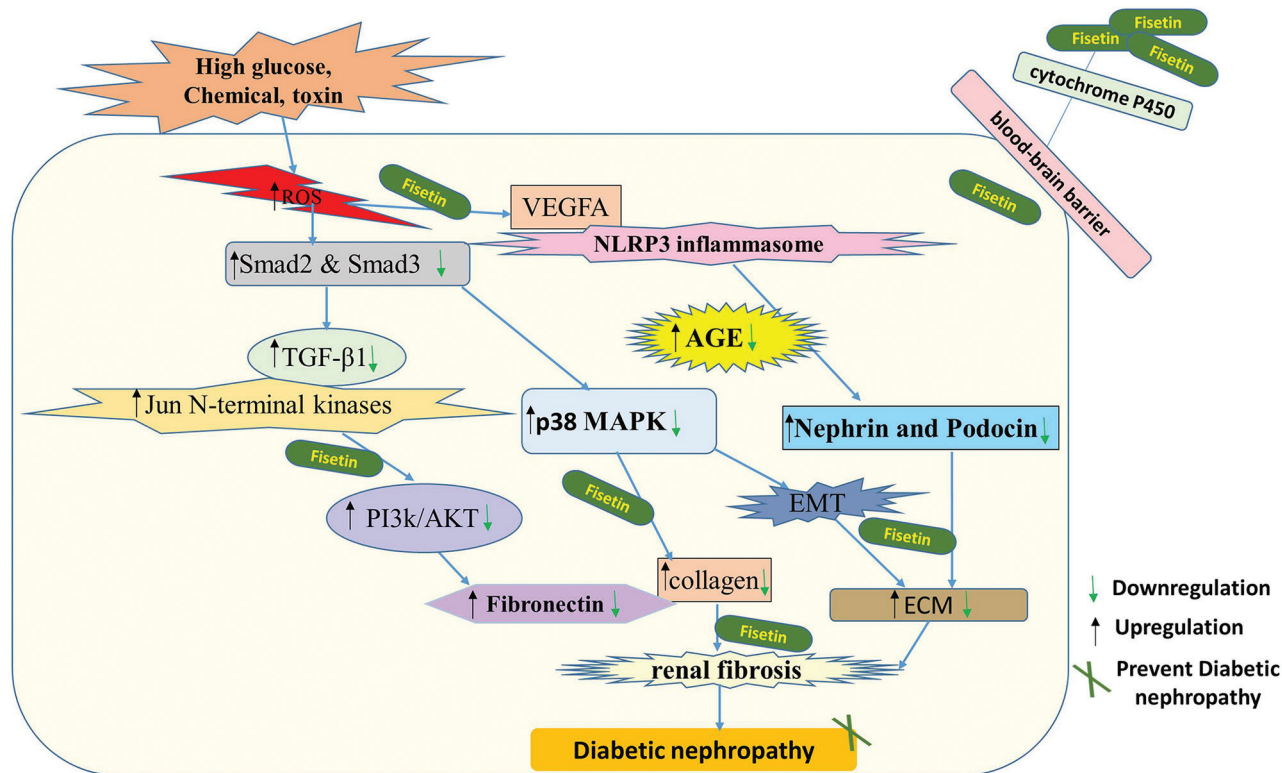 High glucose,
Chemical, toxin
Fisetin
Fisetin
Fisetin
cytochrome P450
blood-brain barrier
Fisetin
ROS
Fisetin
VEGFA
NLRP3 inflammasome
Smad2 & Smad3
AGE
TGF-β1
Jun N-terminal kinases
p38 MAPK
Nephrin and Podocin
Fisetin
Fisetin
EMT
PI3k/AKT
Fisetin
collagen
Fibronectin
ECM
Fisetin
renal fibrosis
Diabetic nephropathy
Downregulation
Upregulation
Prevent Diabetic
nephropathy